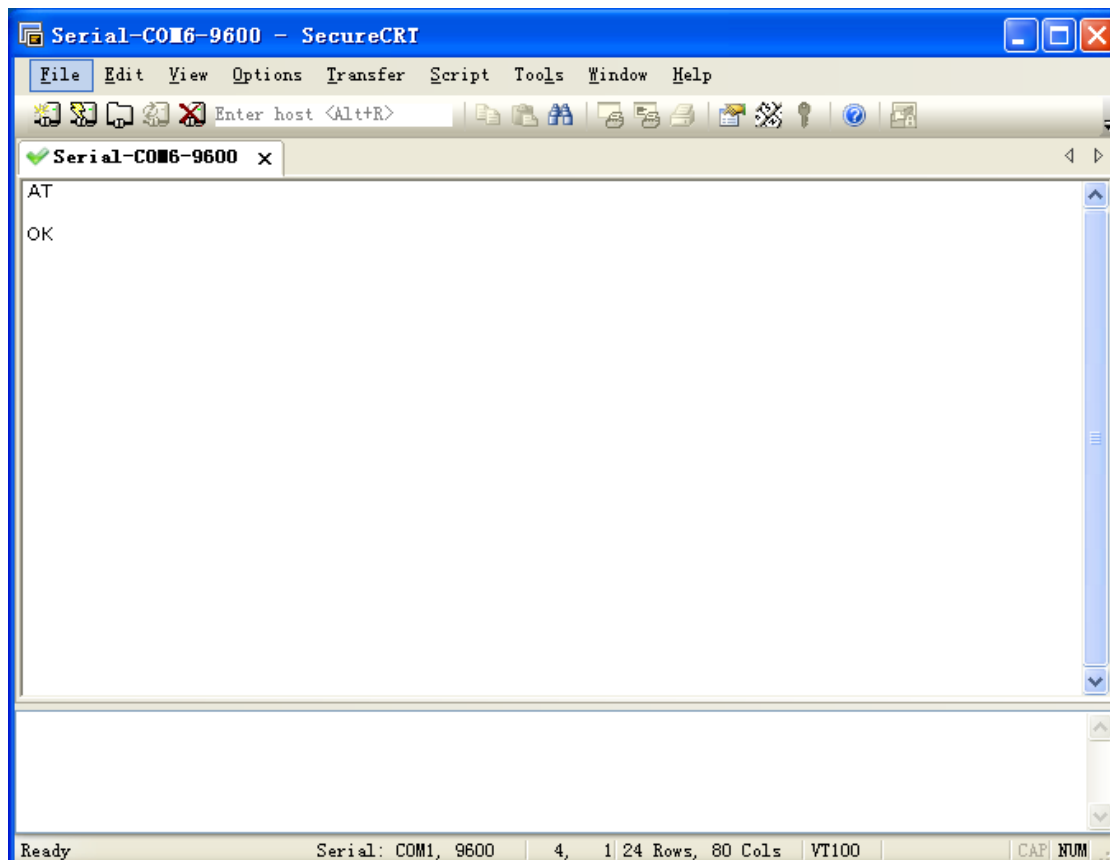 Serial-COM6-9600 - SecureCRT
File Edit View Options Transfer Script Tools Window Help
Enter host <Alt+R>
Serial-COM6-9600
AT
OK
Ready Serial: COM1, 9600 4, 1 24 Rows, 80 Cols VT100 CAP NUM